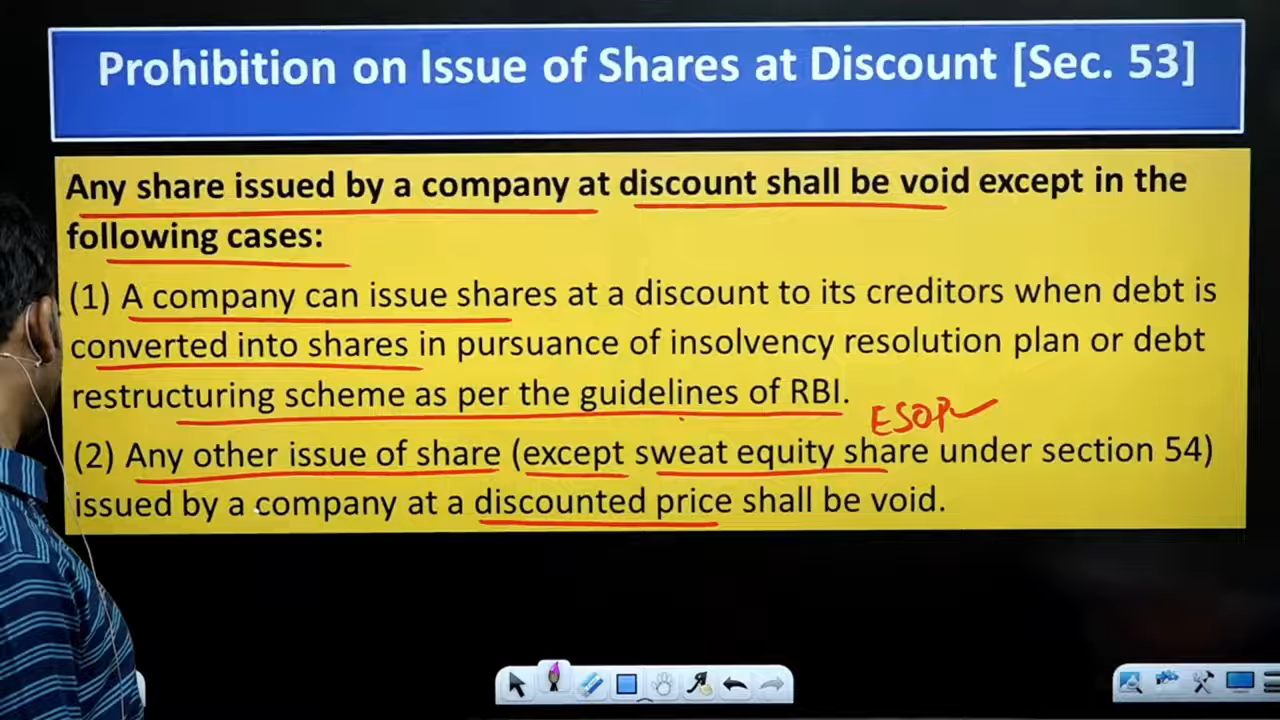 Prohibition on Issue of Shares at Discount [Sec. 53]
Any share issued by a company at discount shall be void except in the
following cases:
(1) A company can issue shares at a discount to its creditors when debt is
converted into shares in pursuance of insolvency resolution plan or debt
restructuring scheme as per the guidelines of RBI.
ESOP
(2) Any other issue of share (except sweat equity share under section 54)
issued by a company at a discounted price shall be void.